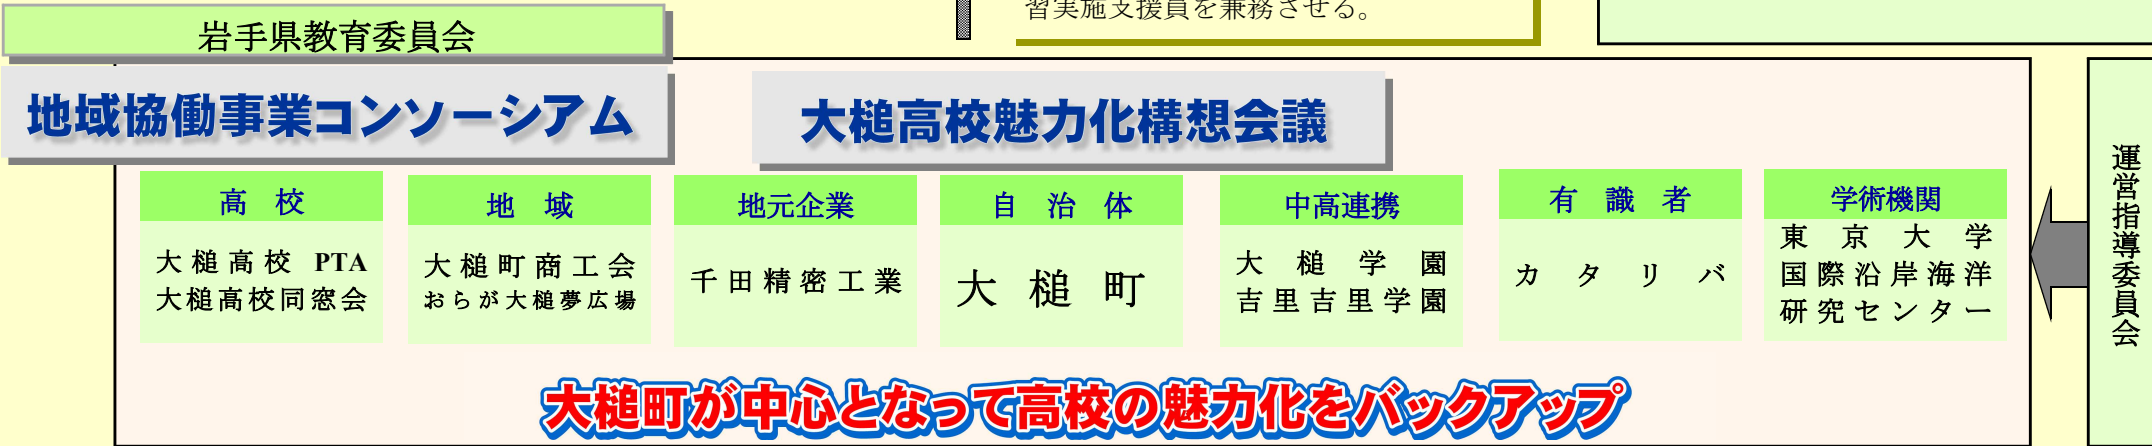 習実施支援員を兼務させる。
岩手県教育委員会
地域協働事業コンソーシアム
大槌高校魅力化構想会議
高校
大槌高校 PTA
大槌高校同窓会
地域
大槌町商工会
おらが大槌夢広場
地元企業
千田精密工業
自治体
大槌町
中高連携
大槌学園
吉里吉里学園
有識者
カタリバ
学術機関
東京大学
国際沿岸海洋
研究センター
運営指導委員会
大槌町が中心となって高校の魅力化をバックアップ